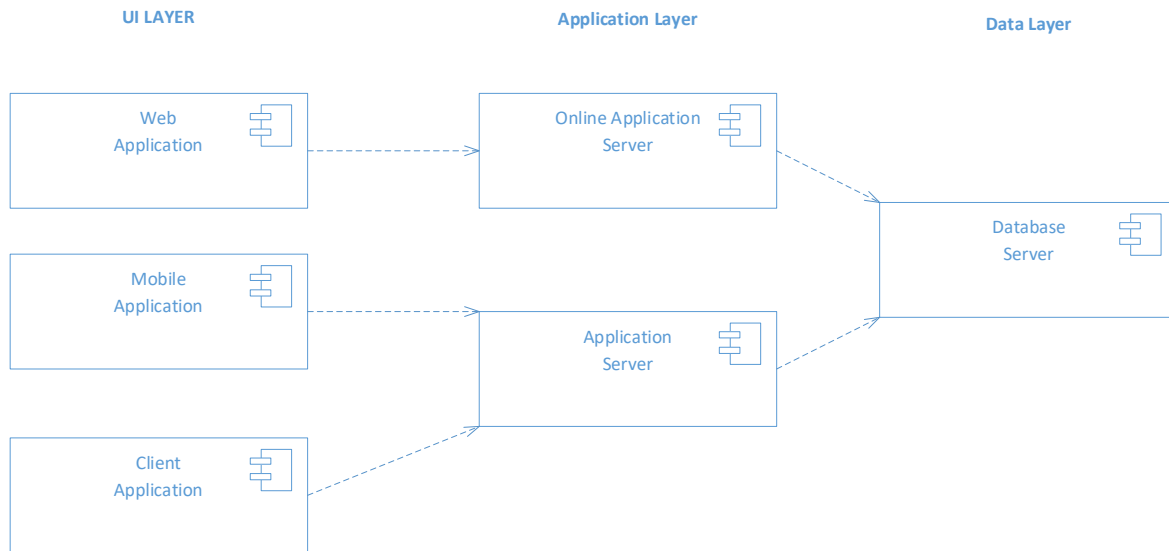 UI LAYER
Application Layer
Data Layer
Web
Application
Online Application
Server
Database
Server
Mobile
Application
Application
Server
Client
Application